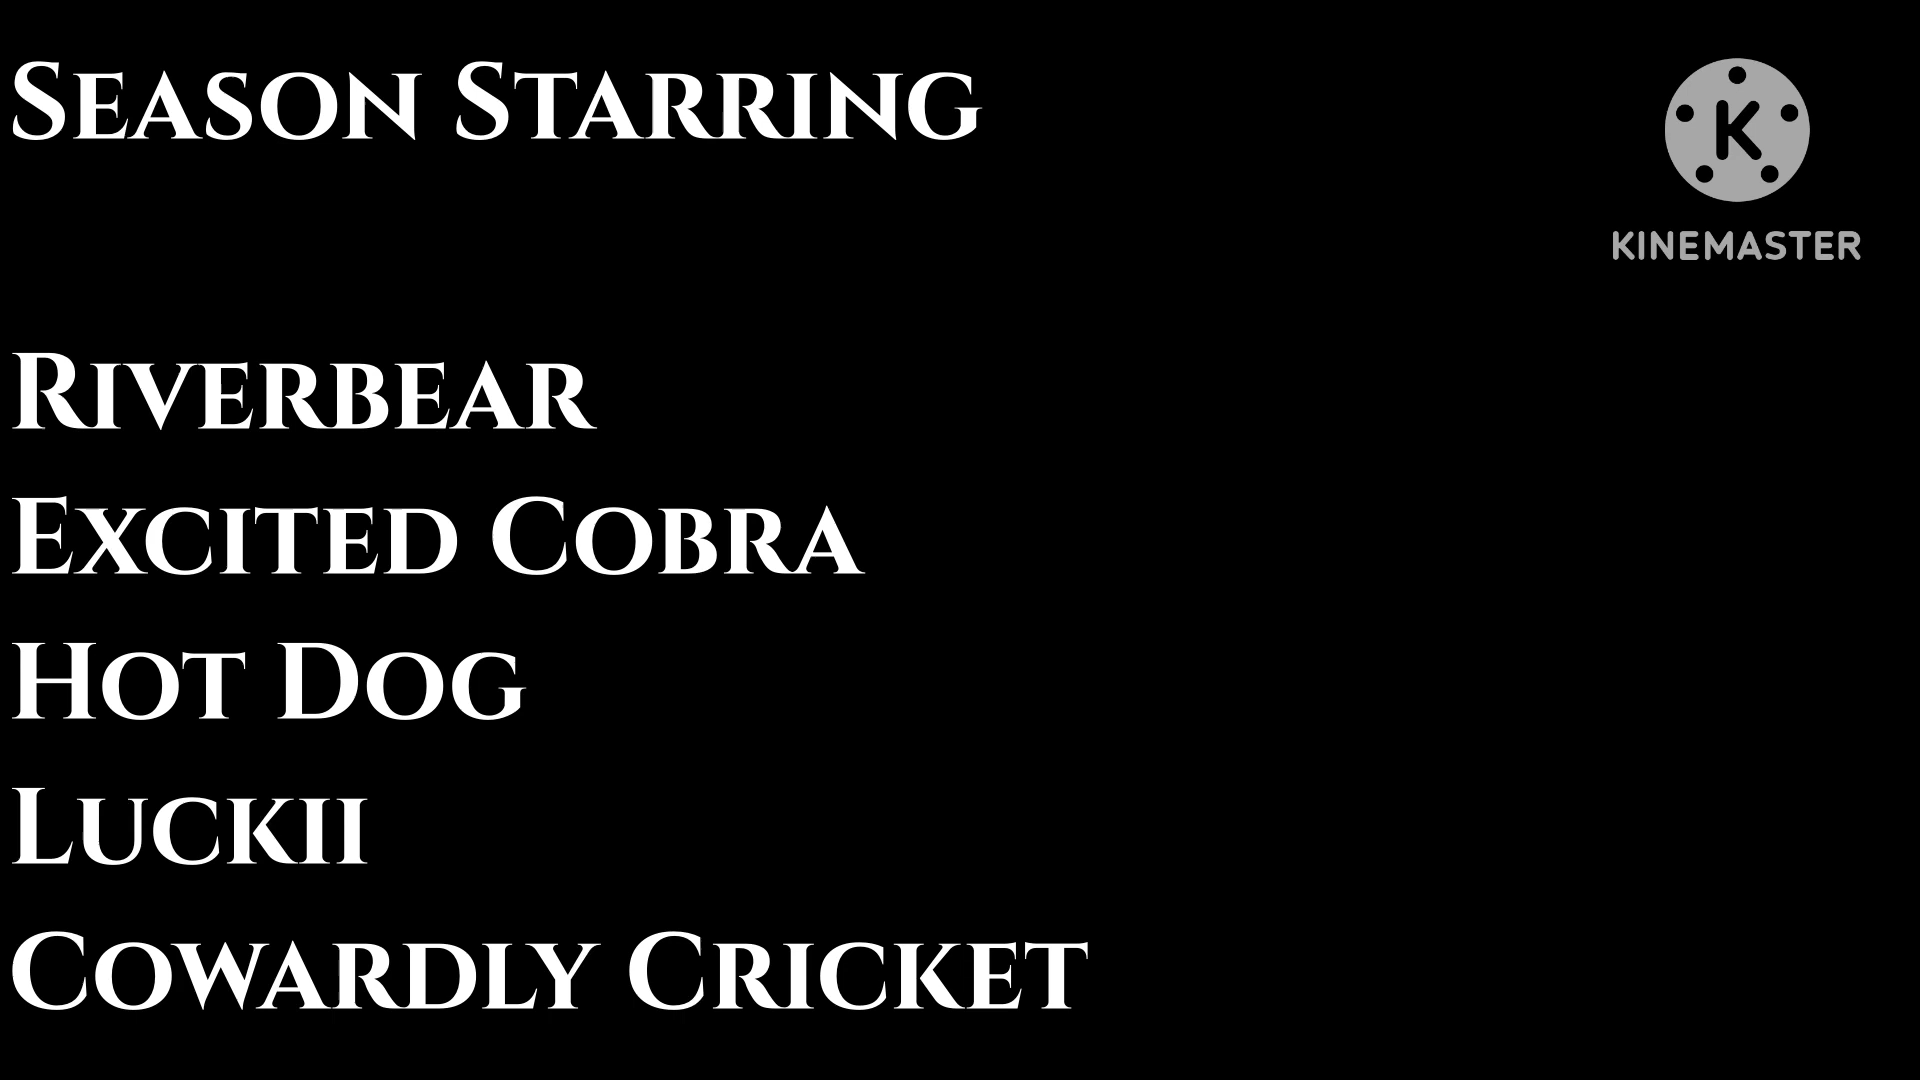 Season Starring
K
KINEMASTER
Riverbear
Excited Cobra
Hot Dog
Luckii
Cowardly Cricket